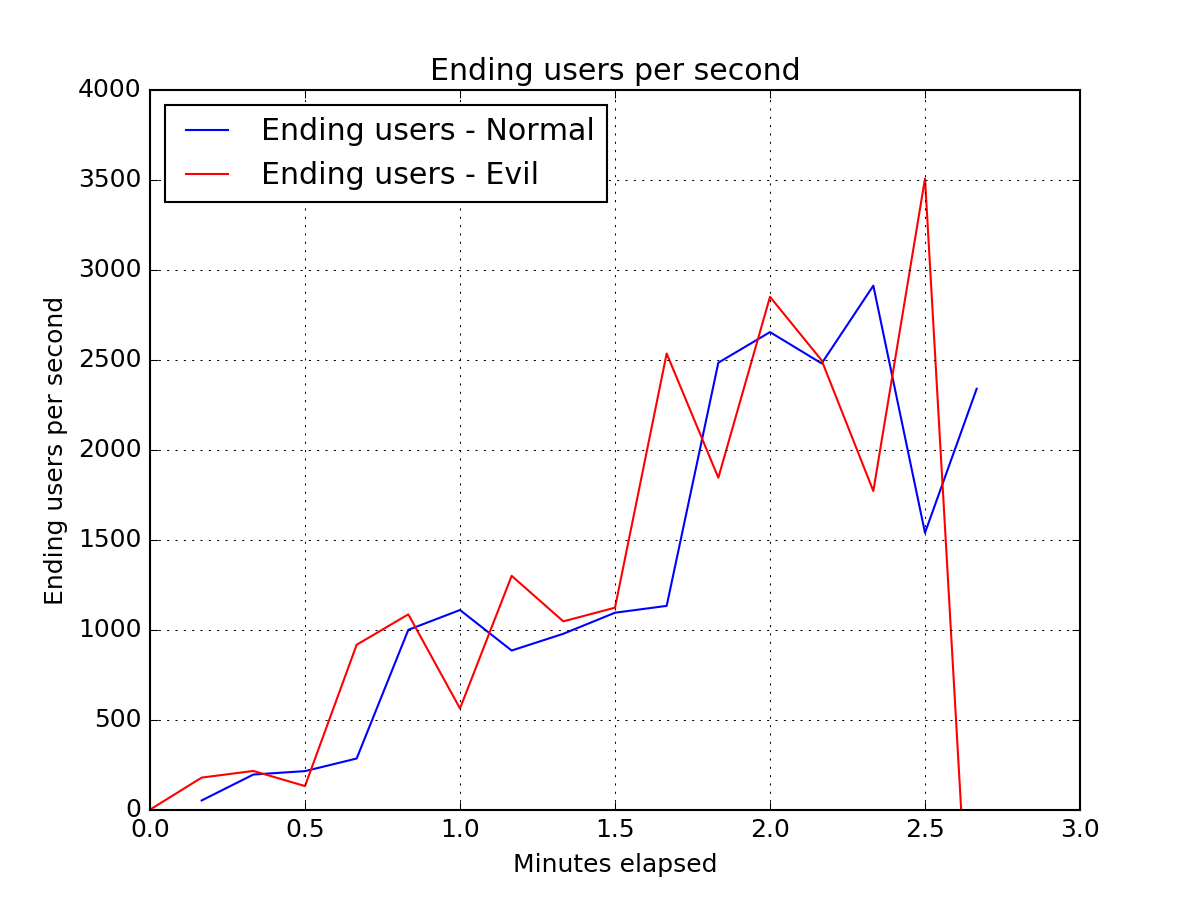 Ending users per second
Ending users - Normal
Ending users - Evil
Ending users per second
4000
3500
3000
2500
2000
1500
1000
500
0
0.0 0.5 1.0 1.5 2.0 2.5 3.0
Minutes elapsed